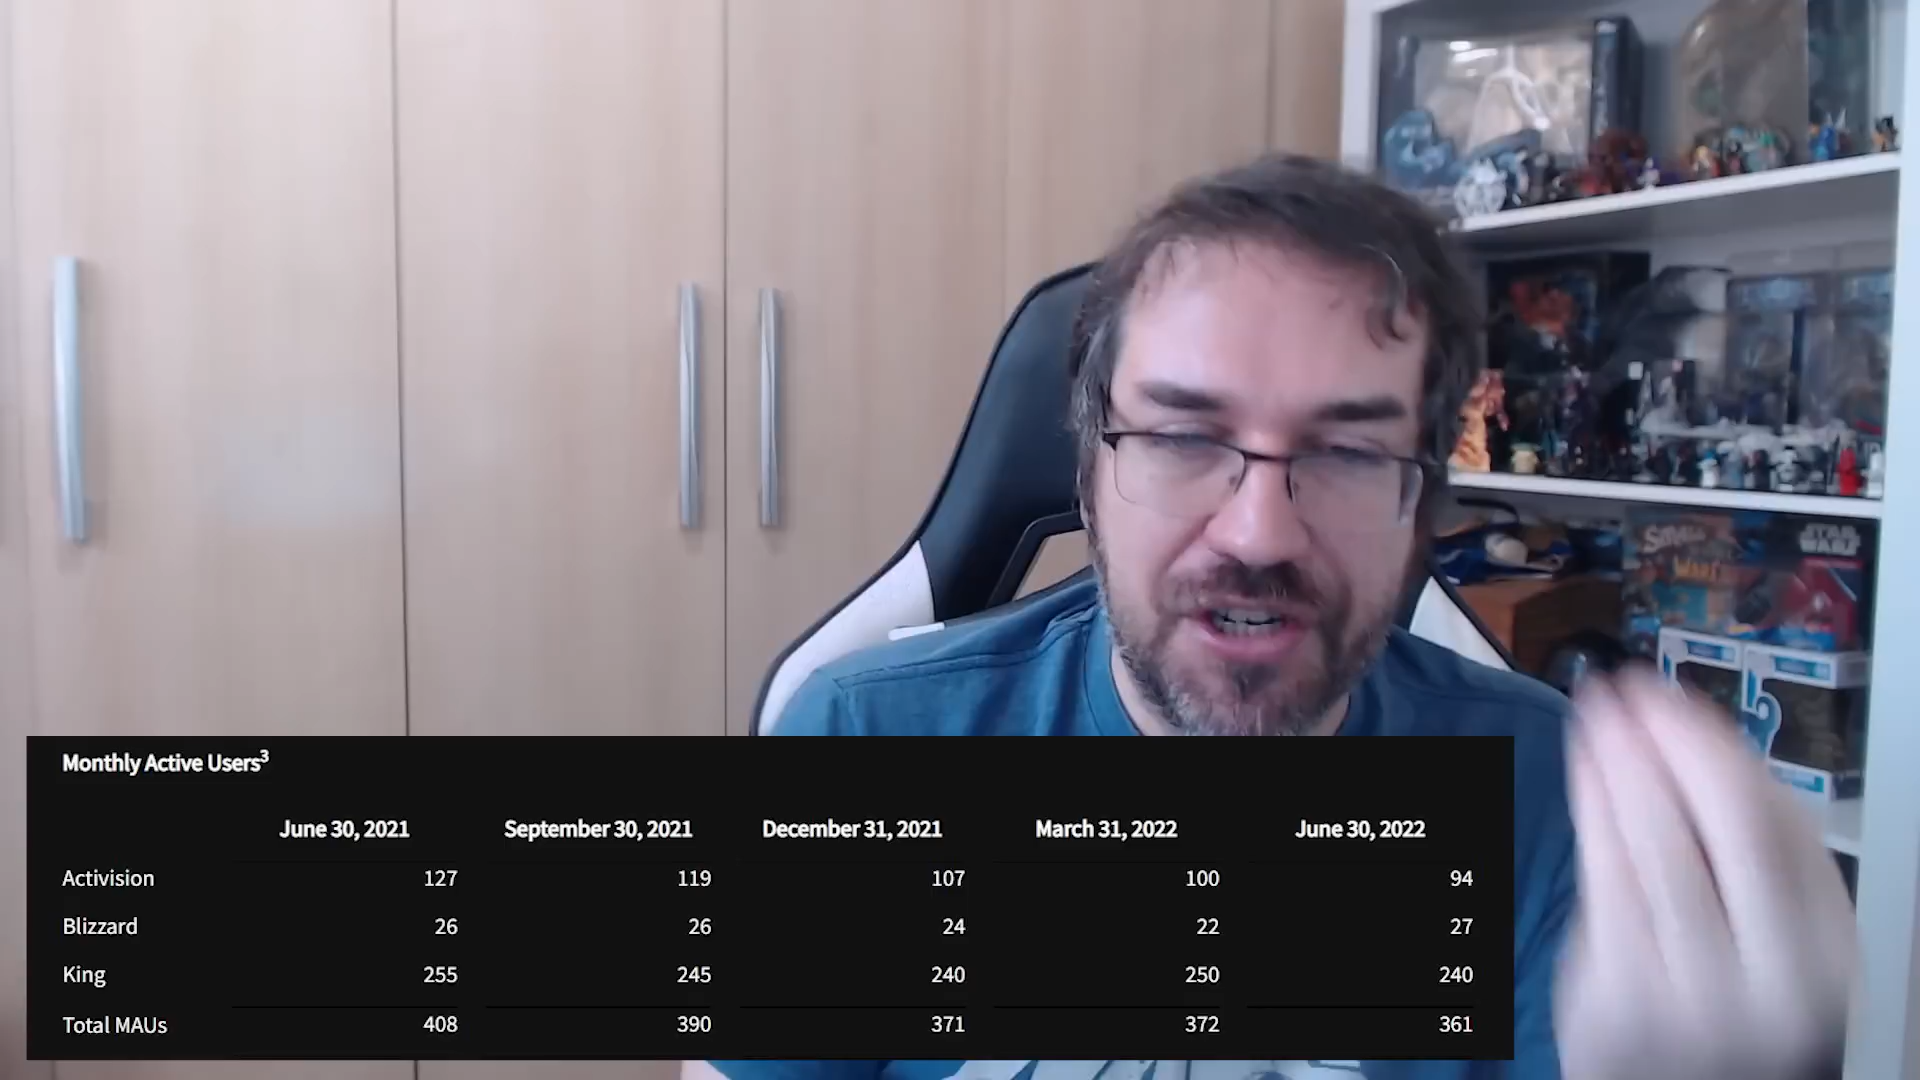 STAR
WARS
Monthly Active Users³
June 30, 2021 September 30, 2021 December 31, 2021 March 31, 2022 June 30, 2022
Activision 127 119 107 100 94
Blizzard 26 26 24 22 27
King 255 245 240 250 240
Total MAUs 408 390 371 372 361